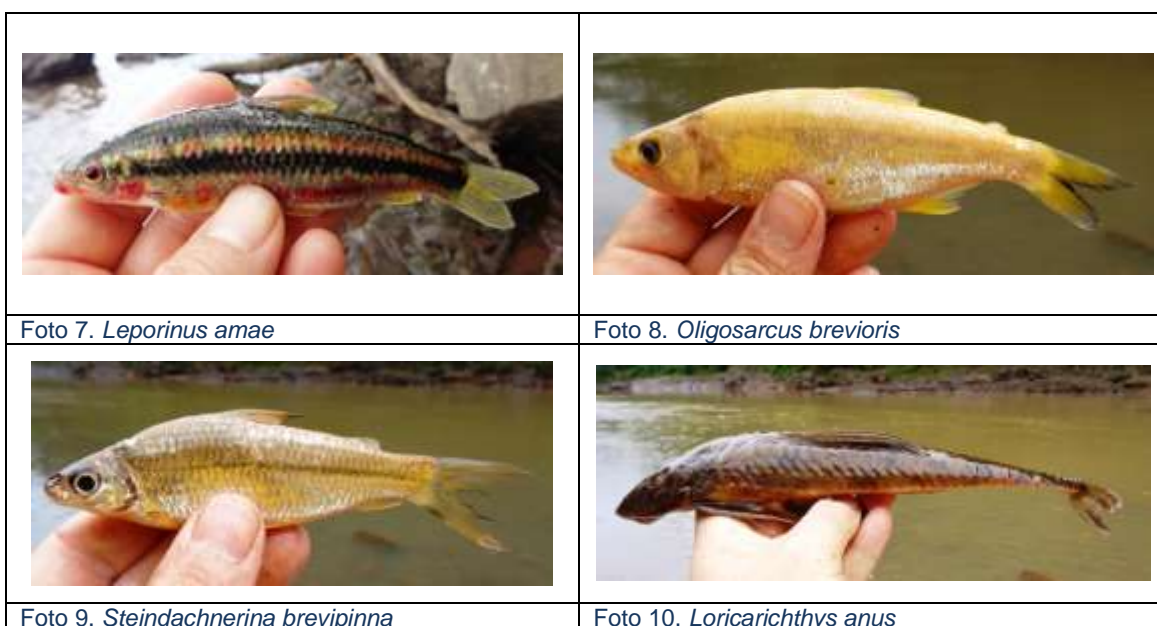 Foto 7. Leporinus amae
Foto 8. Oligosarcus brevioris
Foto 9. Steindachnerina brevipinna
Foto 10. Loricarichthys anus